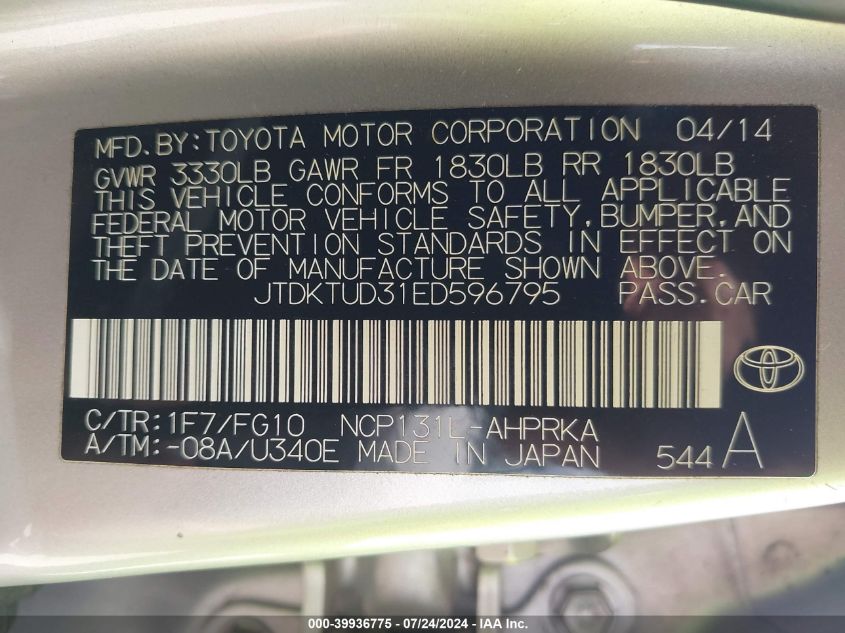 MFD.BY:TOYOTA MOTOR CORPORATION 04/14
GVWR 3330LB GAWR FR 1830LB RR 1830LB
THIS VEHICLE CONFORMS TO ALL APPLICABLE
FEDERAL MOTOR VEHICLE SAFETY,BUMPER,AND
THEFT PREVENTION STANDARDS IN EFFECT ON
THE DATE OF MANUFACTURE SHOWN ABOVE.
JTDKTUD31ED596795 PASS.CAR
C/TR:1F7/FG10 NCP131L-AHPRKA
A/TM:-08A/U340E MADE IN JAPAN 544A
000-39936775 - 07/24/2024 - IAA Inc.